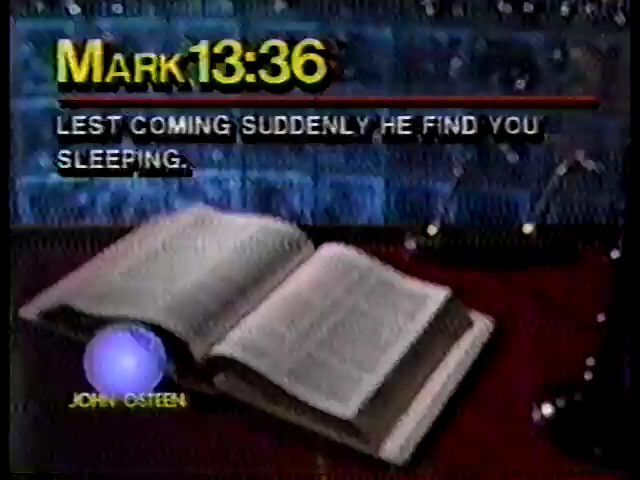 MARK 13:36
LEST COMING SUDDENLY HE FIND YOU
SLEEPING.
JOHN OSTEEN